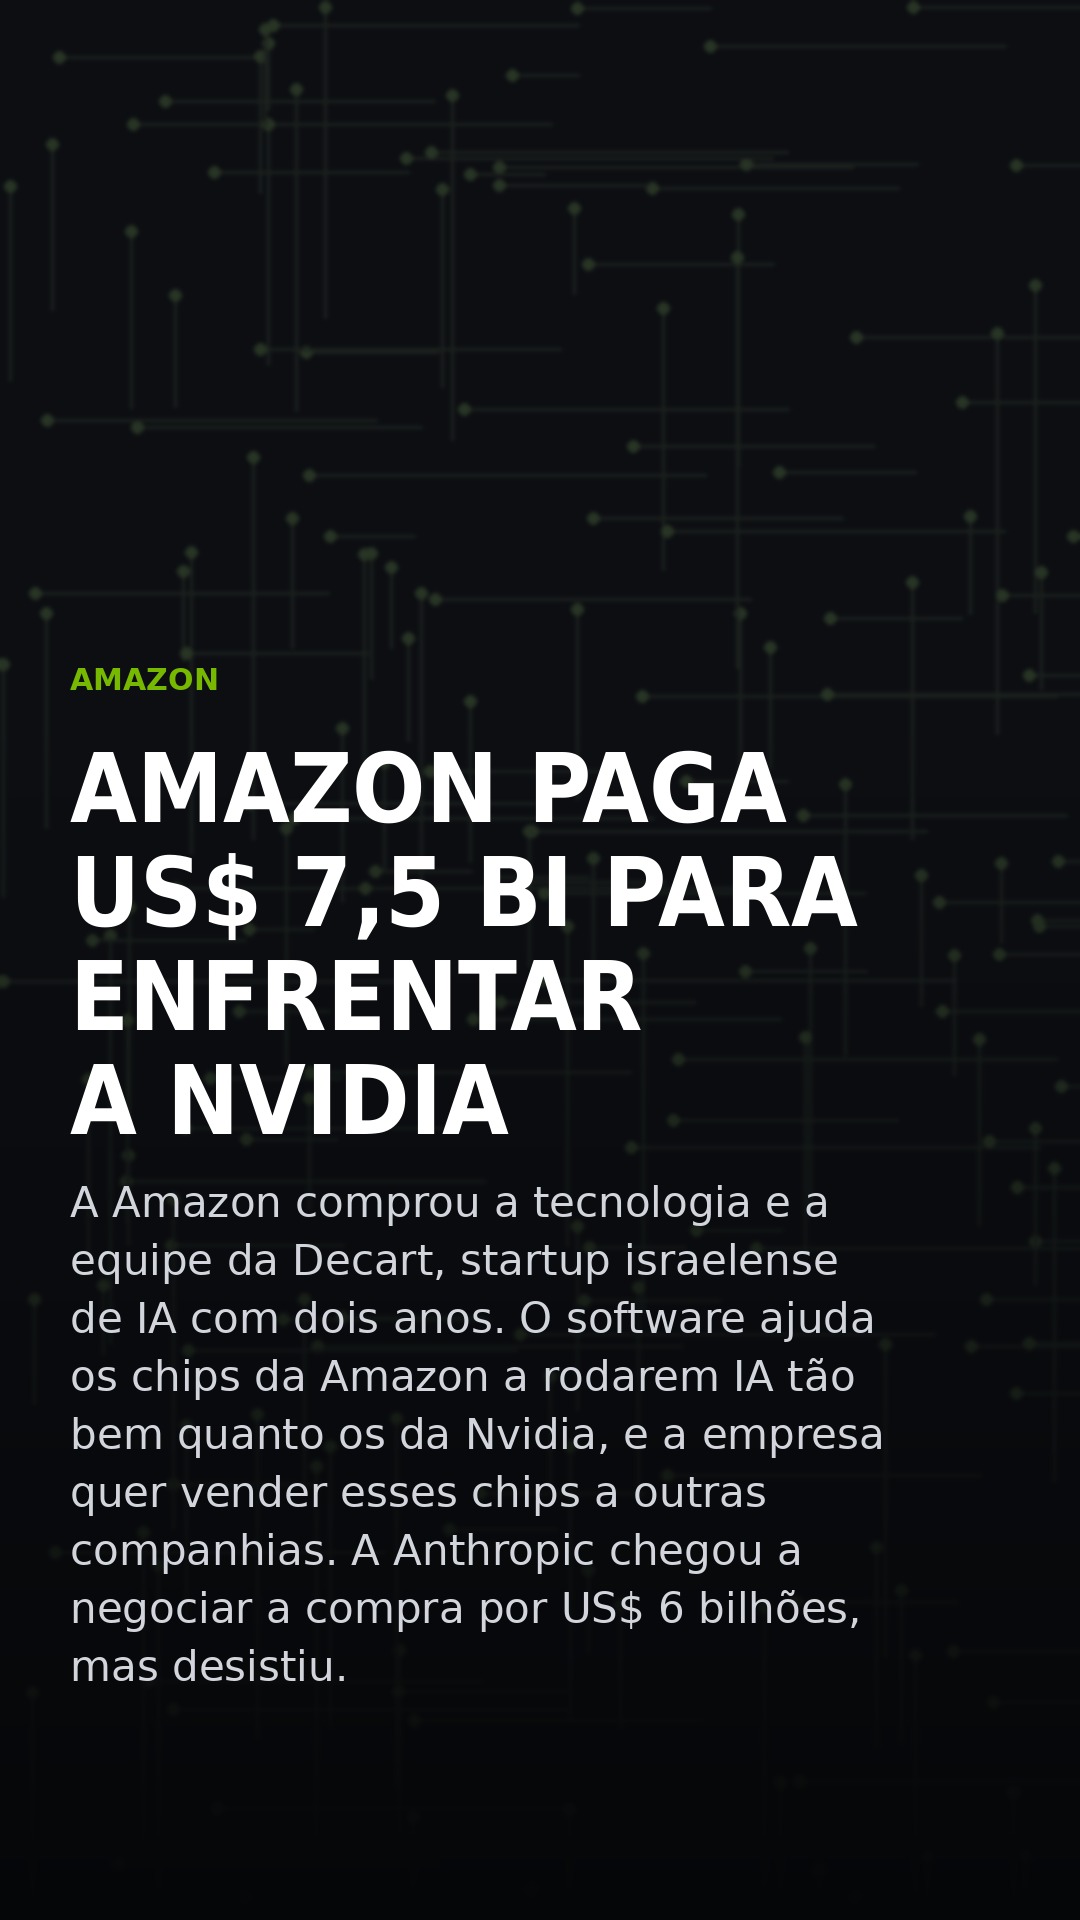 AMAZON
AMAZON PAGA
US$ 7,5 BI PARA
ENFRENTAR
A NVIDIA
A Amazon comprou a tecnologia e a
equipe da Decart, startup israelense
de IA com dois anos. O software ajuda
os chips da Amazon a rodarem IA tão
bem quanto os da Nvidia, e a empresa
quer vender esses chips a outras
companhias. A Anthropic chegou a
negociar a compra por US$ 6 bilhões,
mas desistiu.